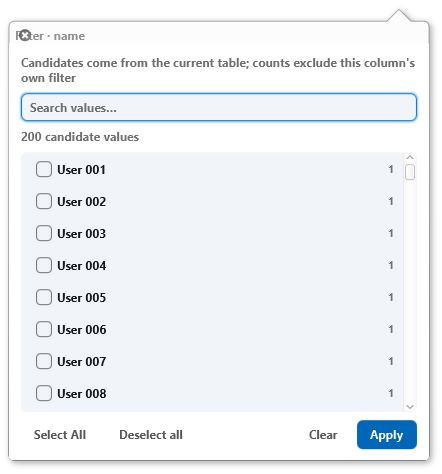 Filter · name
Candidates come from the current table; counts exclude this column's
own filter
Search values...
200 candidate values
User 001 1
User 002 1
User 003 1
User 004 1
User 005 1
User 006 1
User 007 1
User 008 1
Select All Deselect all Clear Apply